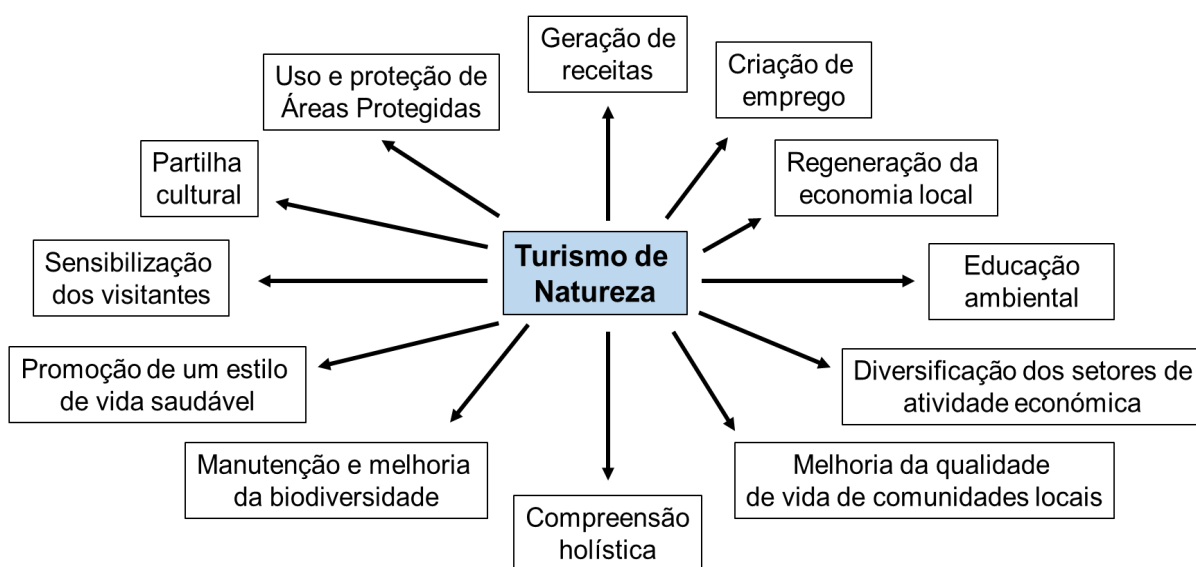 Geração de
receitas
Criação de
emprego
Uso e proteção de
Áreas Protegidas
Partilha
cultural
Regeneração da
economia local
Turismo de
Natureza
Sensibilização
dos visitantes
Educação
ambiental
Promoção de um estilo
de vida saudável
Diversificação dos setores de
atividade económica
Manutenção e melhoria
da biodiversidade
Melhoria da qualidade
de vida de comunidades locais
Compreensão
holística